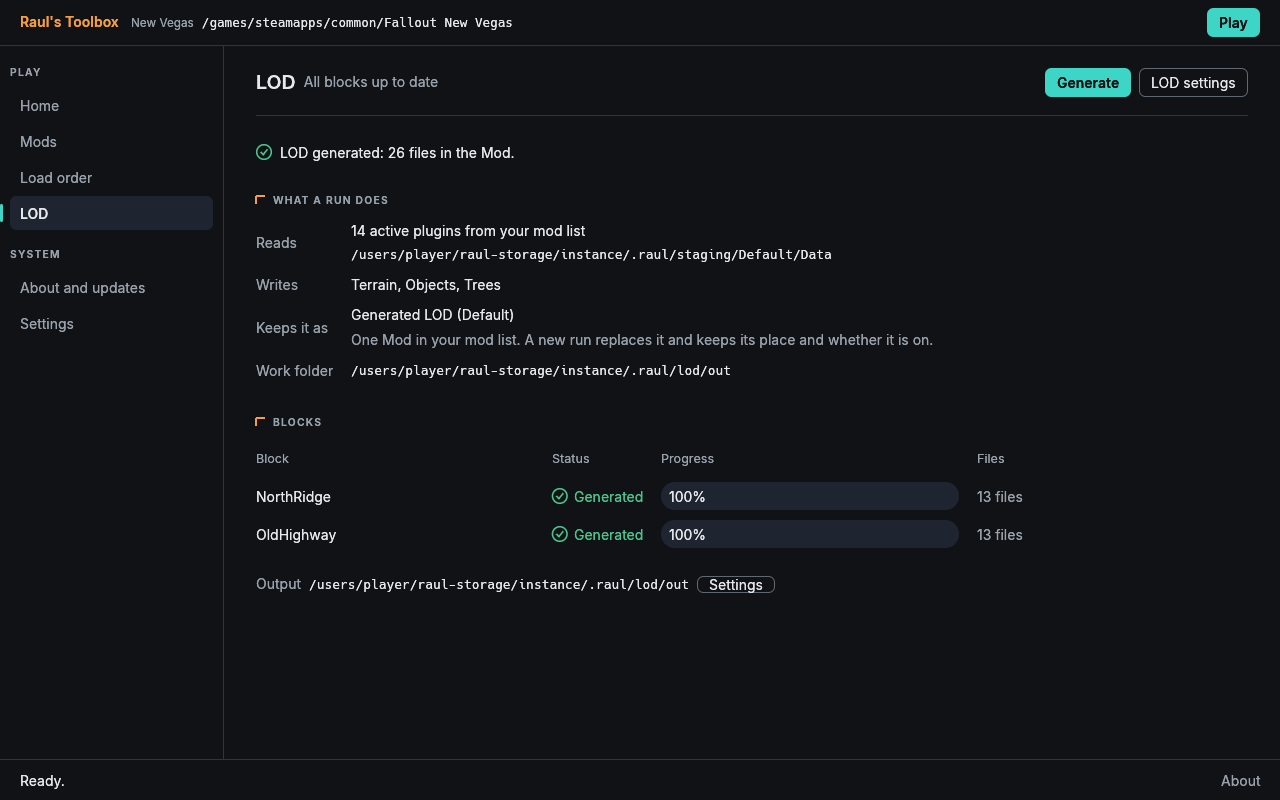 Raul's Toolbox New Vegas /games/steamapps/common/Fallout New Vegas Play
PLAY
Home
Mods
Load order
LOD
SYSTEM
About and updates
Settings
LOD All blocks up to date Generate LOD settings
LOD generated: 26 files in the Mod.
WHAT A RUN DOES
Reads 14 active plugins from your mod list
/users/player/raul-storage/instance/.raul/staging/Default/Data
Writes Terrain, Objects, Trees
Keeps it as Generated LOD (Default)
One Mod in your mod list. A new run replaces it and keeps its place and whether it is on.
Work folder /users/player/raul-storage/instance/.raul/lod/out
BLOCKS
Block Status Progress Files
NorthRidge Generated 100% 13 files
OldHighway Generated 100% 13 files
Output /users/player/raul-storage/instance/.raul/lod/out Settings
Ready. About